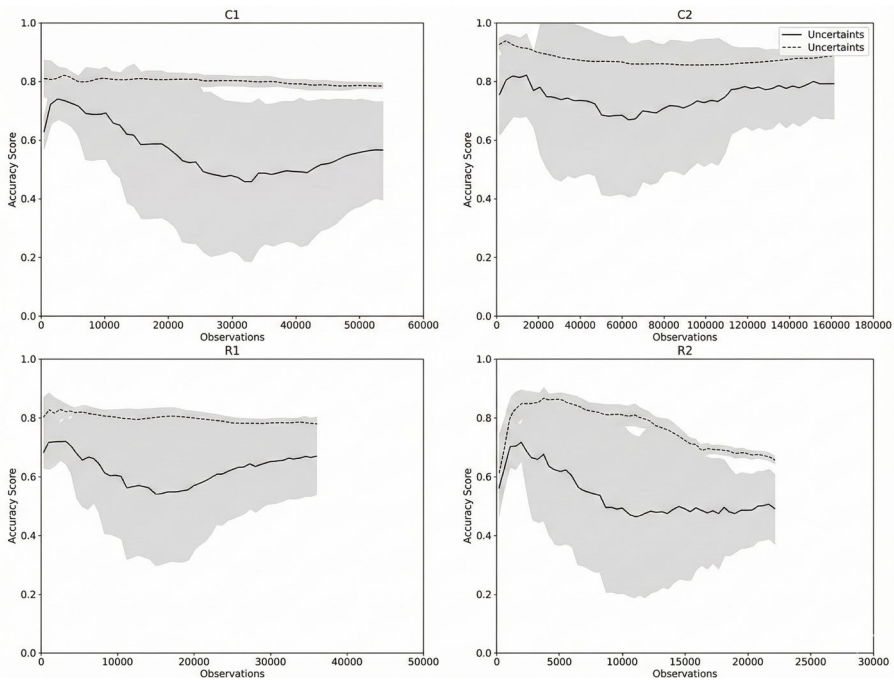 C1
1.0
0.8
0.6
0.4
0.2
0.0
Accuracy Score
0 10000 20000 30000 40000 50000 60000
Observations
C2
Uncertaints
Uncertaints
1.0
0.8
0.6
0.4
0.2
0.0
Accuracy Score
0 20000 40000 60000 80000 100000 120000 140000 160000 180000
Observations
R1
1.0
0.8
0.6
0.4
0.2
0.0
Accuracy Score
0 10000 20000 30000 40000 50000
Observations
R2
1.0
0.8
0.6
0.4
0.2
0.0
Accuracy Score
0 5000 10000 15000 20000 25000 30000
Observations